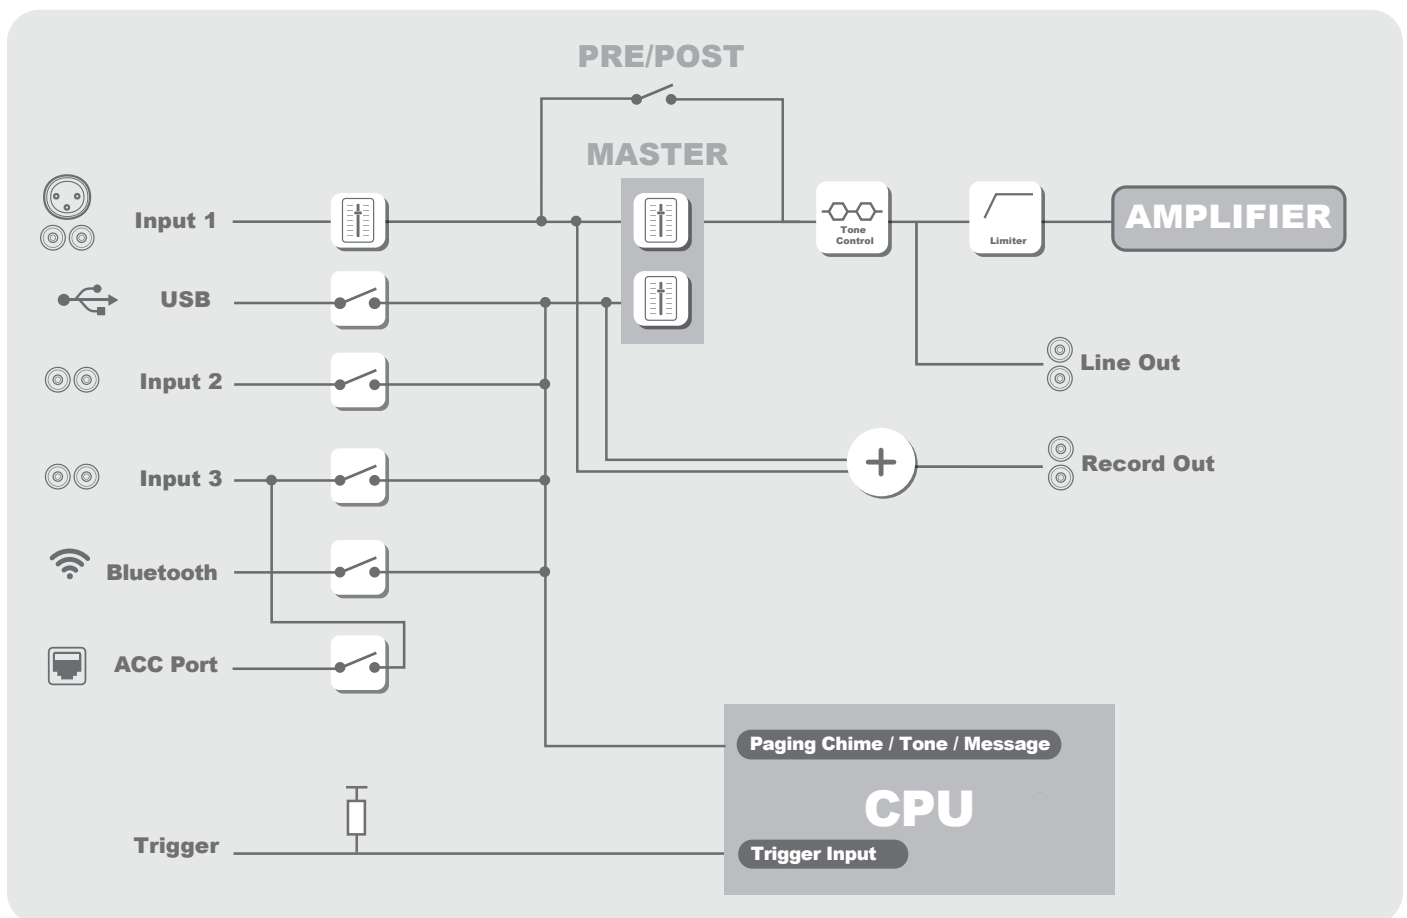 PRE/POST
MASTER
Input 1
Tone
Control
Limiter
AMPLIFIER
USB
Input 2
Line Out
Input 3
Record Out
Bluetooth
ACC Port
Paging Chime / Tone / Message
CPU
Trigger
Trigger Input